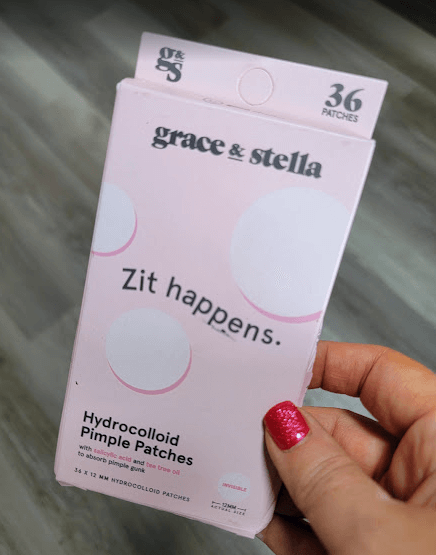 g&s
36
PATCHES
grace & stella
Zit happens.
Hydrocolloid
Pimple Patches
with salicylic acid and tea tree oil
to absorb pimple gunk
36 X 12 MM HYDROCOLLOID PATCHES
INVISIBLE
12MM
ACTUAL SIZE